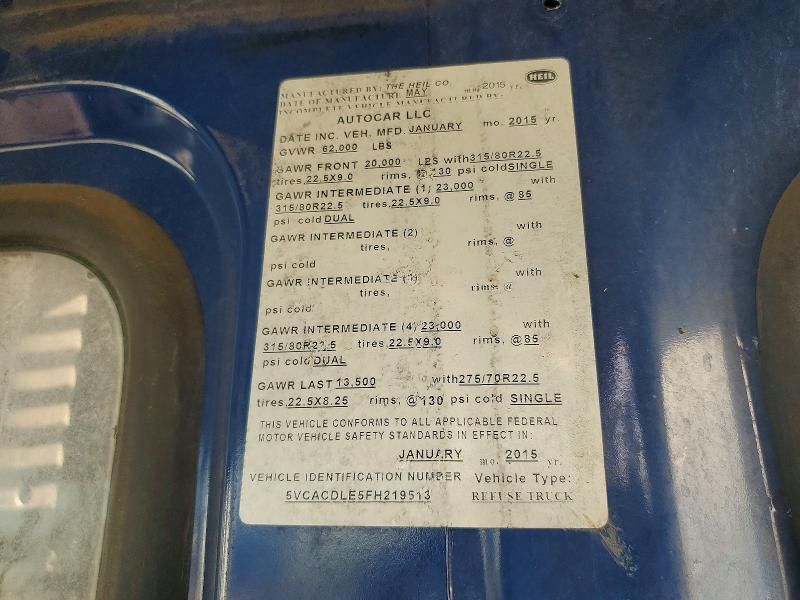 HEIL
MANUFACTURED BY: THE HEIL CO.
DATE OF MANUFACTURE MAY mo, 2015 yr.
INCOMPLETE VEHICLE MANUFACTURED BY:
AUTOCAR LLC
DATE INC. VEH. MFD. JANUARY mo. 2015 yr.
GVWR 62,000 LBS
GAWR FRONT 20,000 LBS with 315/80R22.5
tires, 22.5X9.0 rims, @ 130 psi cold SINGLE
GAWR INTERMEDIATE (1) 23,000 with
315/80R22.5 tires, 22.5X9.0 rims, @ 85
psi cold DUAL
GAWR INTERMEDIATE (2) with
tires, rims, @
psi cold
GAWR INTERMEDIATE with
tires, rims, @
psi cold
GAWR INTERMEDIATE (4) 23,000 with
315/80R22.5 tires, 22.5X9.0 rims, @ 85
psi cold DUAL
GAWR LAST 13,500 with 275/70R22.5
tires, 22.5X8.25 rims, @ 130 psi cold SINGLE
THIS VEHICLE CONFORMS TO ALL APPLICABLE FEDERAL
MOTOR VEHICLE SAFETY STANDARDS IN EFFECT IN:
JANUARY mo. 2015 yr.
VEHICLE IDENTIFICATION NUMBER Vehicle Type:
5VCACDLE5FH219513 REFUSE TRUCK